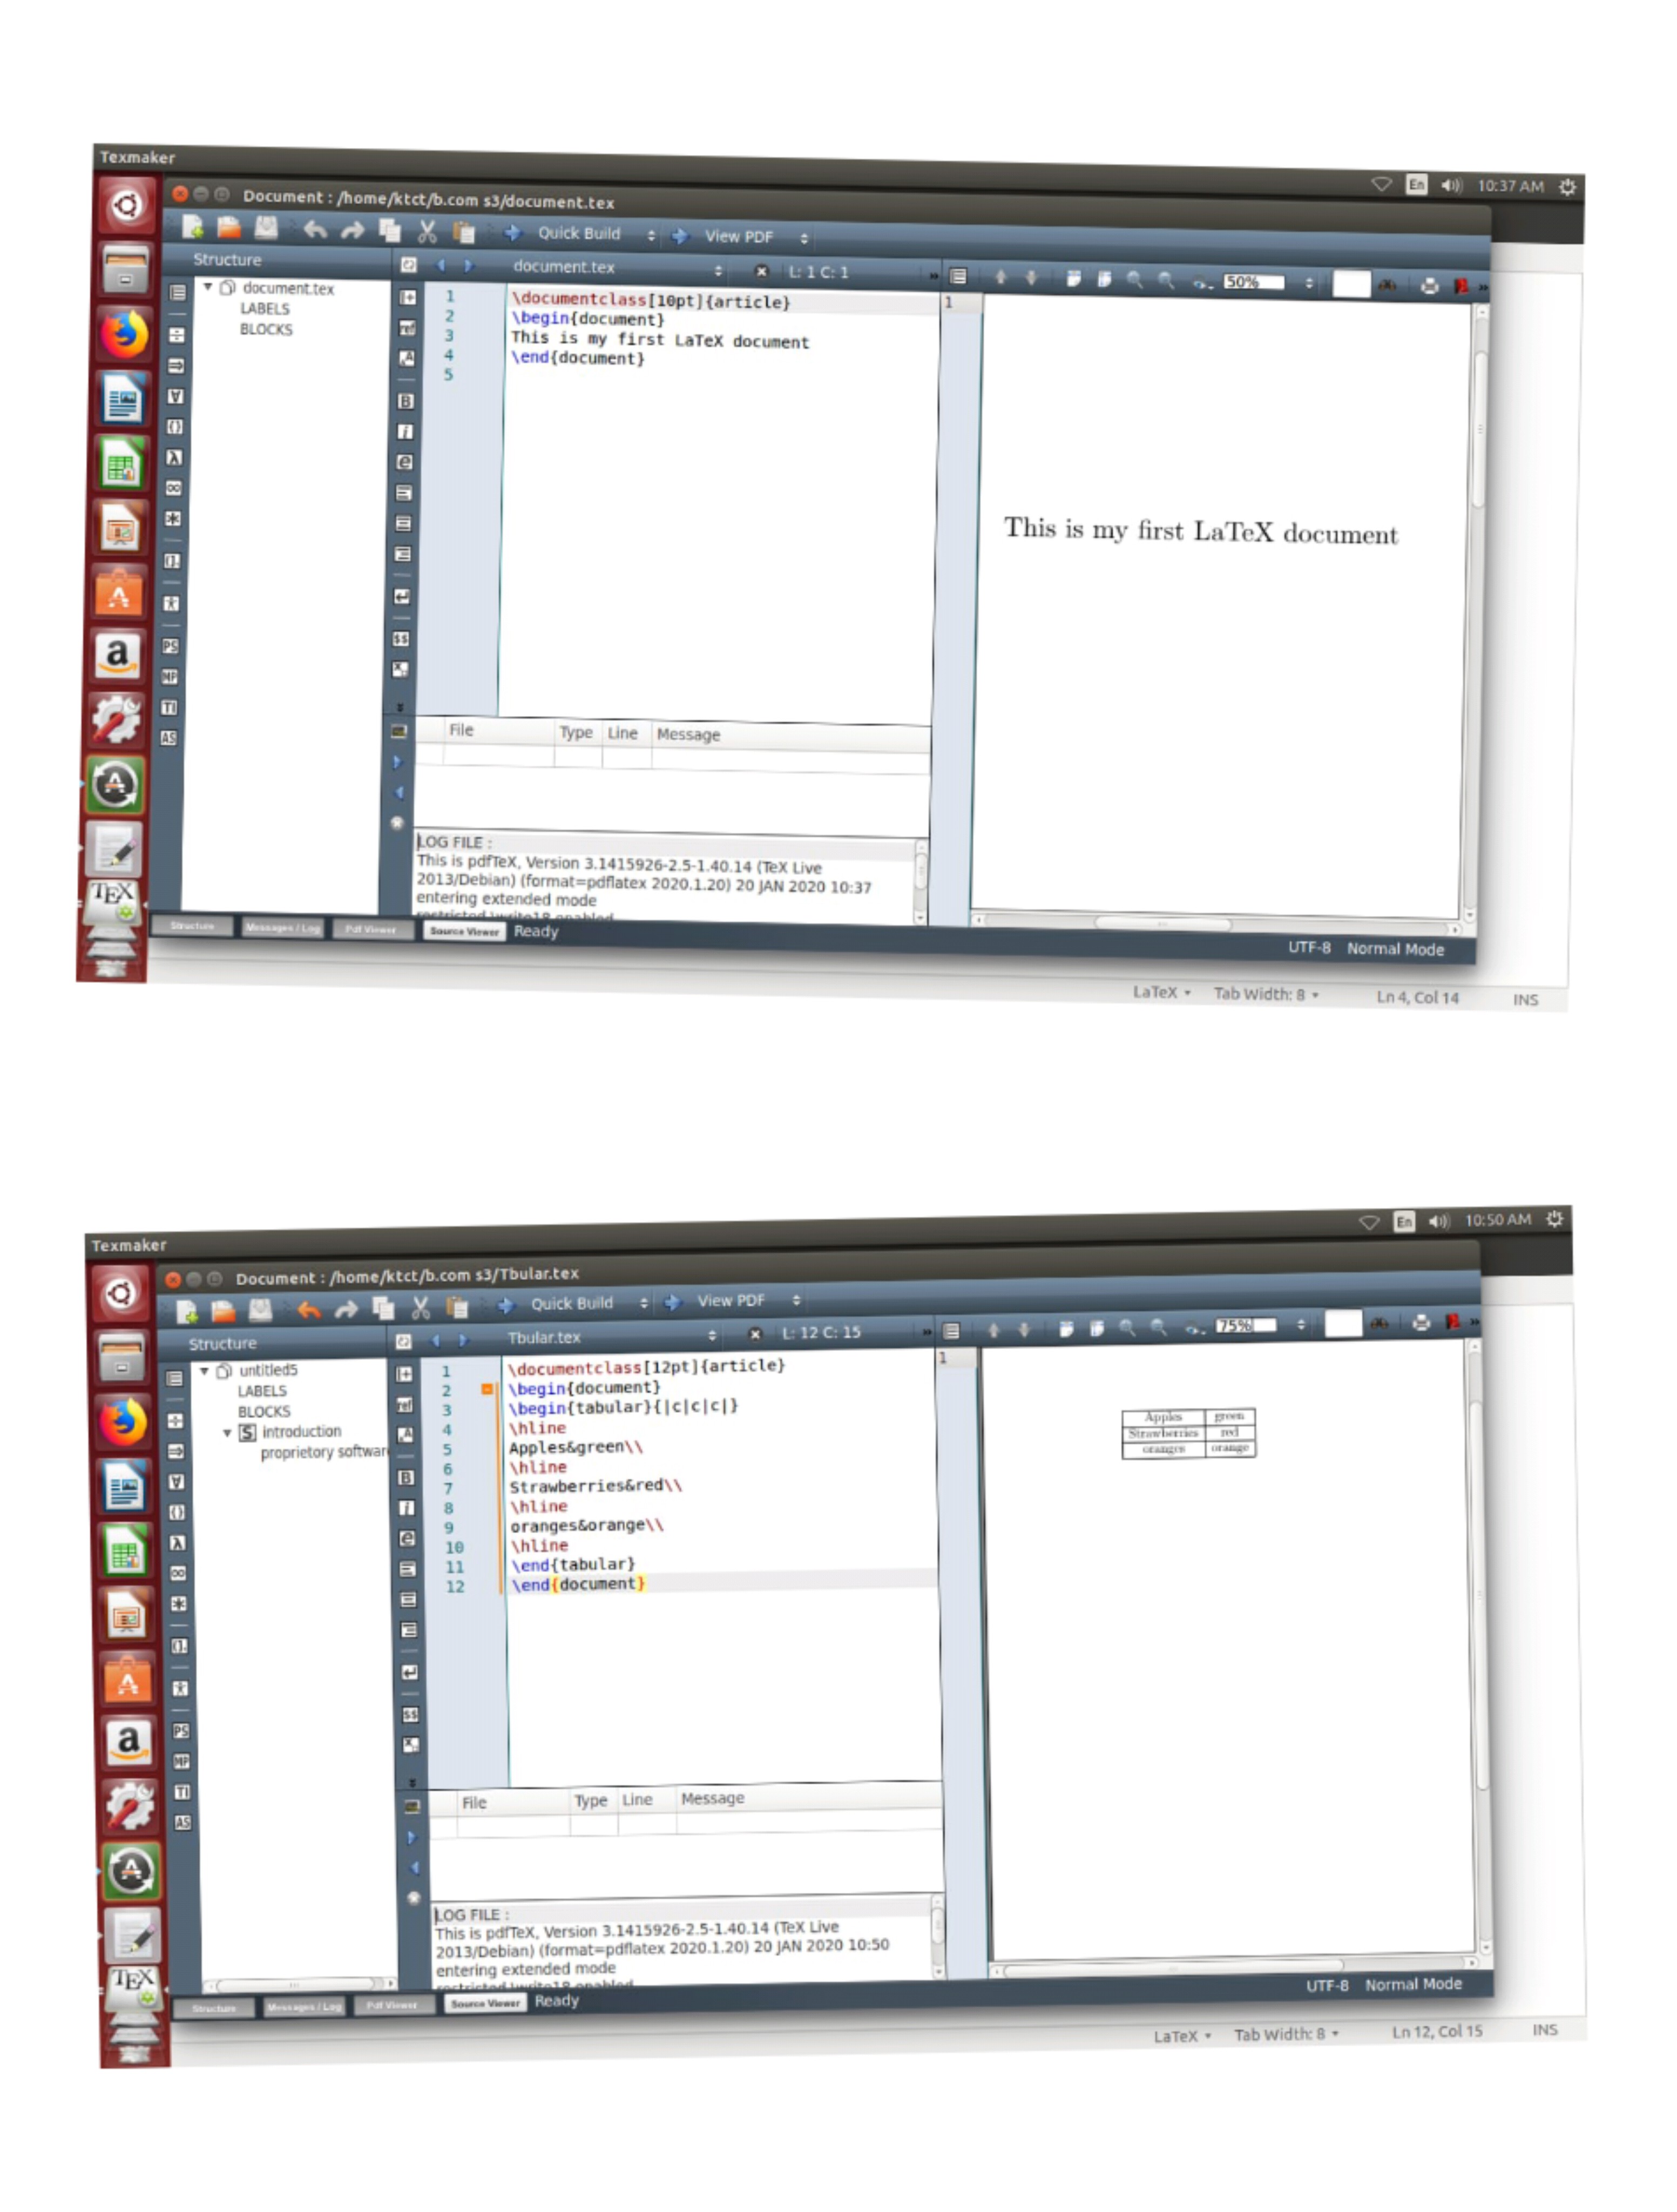 Texmaker
En 10:37 AM
Document : /home/ktct/b.com s3/document.tex
Quick Build View PDF
Structure document.tex L: 1 C: 1 50%
document.tex
LABELS
BLOCKS
1 \documentclass[10pt]{article}
2 \begin{document}
3 This is my first LaTeX document
4 \end{document}
5
1
This is my first LaTeX document
File Type Line Message
LOG FILE :
This is pdfTeX, Version 3.1415926-2.5-1.40.14 (TeX Live
2013/Debian) (format=pdflatex 2020.1.20) 20 JAN 2020 10:37
entering extended mode
restricted \write18 enabled
Structure Messages / Log Pdf Viewer Source Viewer Ready
UTF-8 Normal Mode
LaTeX Tab Width: 8 Ln 4, Col 14 INS
Texmaker
En 10:50 AM
Document : /home/ktct/b.com s3/Tbular.tex
Quick Build View PDF
Structure Tbular.tex L: 12 C: 15 75%
untitled5
LABELS
BLOCKS
S introduction
proprietory softwar
1 \documentclass[12pt]{article}
2 \begin{document}
3 \begin{tabular}{|c|c|c|}
4 \hline
5 Apples&green\\
6 \hline
7 Strawberries&red\\
8 \hline
9 oranges&orange\\
10 \hline
11 \end{tabular}
12 \end{document}
1
Apples green
Strawberries red
oranges orange
File Type Line Message
LOG FILE :
This is pdfTeX, Version 3.1415926-2.5-1.40.14 (TeX Live
2013/Debian) (format=pdflatex 2020.1.20) 20 JAN 2020 10:50
entering extended mode
restricted \write18 enabled
Structure Messages / Log Pdf Viewer Source Viewer Ready
UTF-8 Normal Mode
LaTeX Tab Width: 8 Ln 12, Col 15 INS